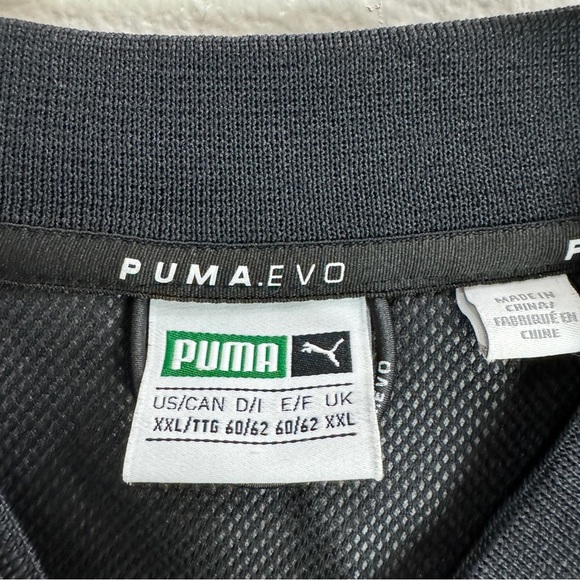 PUMA.EVO
P
MADE IN
CHINA/
FABRIQUÉ EN
CHINE
PUMA
US/CAN D/I E/F UK
XXL/TTG 60/62 60/62 XXL
EVO